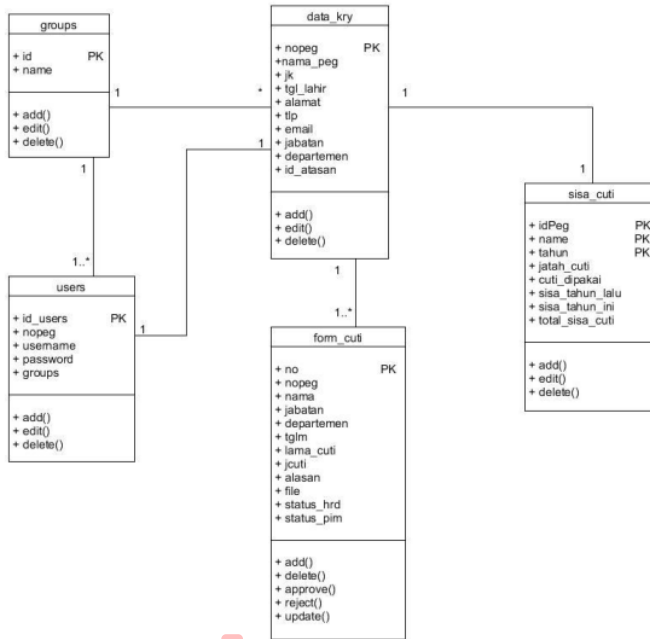 groups
+ id PK
+ name
+ add()
+ edit()
+ delete()
data_kry
+ nopeg PK
+nama_peg
+ jk
+ tgl_lahir
+ alamat
+ tlp
+ email
+ jabatan
+ departemen
+ id_atasan
+ add()
+ edit()
+ delete()
1
*
1
1
1
1
1..*
1
1
1..*
sisa_cuti
+ idPeg PK
+ name PK
+ tahun PK
+ jatah_cuti
+ cuti_dipakai
+ sisa_tahun_lalu
+ sisa_tahun_ini
+ total_sisa_cuti
+ add()
+ edit()
+ delete()
users
+ id_users PK
+ nopeg
+ username
+ password
+ groups
+ add()
+ edit()
+ delete()
form_cuti
+ no PK
+ nopeg
+ nama
+ jabatan
+ departemen
+ tglm
+ lama_cuti
+ jcuti
+ alasan
+ file
+ status_hrd
+ status_pim
+ add()
+ delete()
+ approve()
+ reject()
+ update()